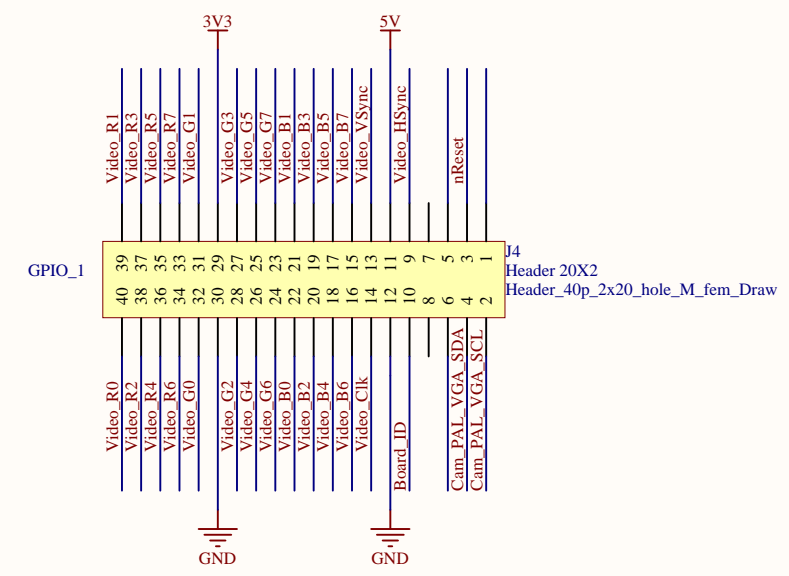 3V3
5V
Video_R1
Video_R3
Video_R5
Video_R7
Video_G1
Video_G3
Video_G5
Video_G7
Video_B1
Video_B3
Video_B5
Video_B7
Video_VSync
Video_HSync
nReset
39 37 35 33 31 29 27 25 23 21 19 17 15 13 11 9 7 5 3 1
40 38 36 34 32 30 28 26 24 22 20 18 16 14 12 10 8 6 4 2
GPIO_1
J4
Header 20X2
Header_40p_2x20_hole_M_fem_Draw
Video_R0
Video_R2
Video_R4
Video_R6
Video_G0
Video_G2
Video_G4
Video_G6
Video_B0
Video_B2
Video_B4
Video_B6
Video_Clk
Board_ID
Cam_PAL_VGA_SDA
Cam_PAL_VGA_SCL
GND
GND